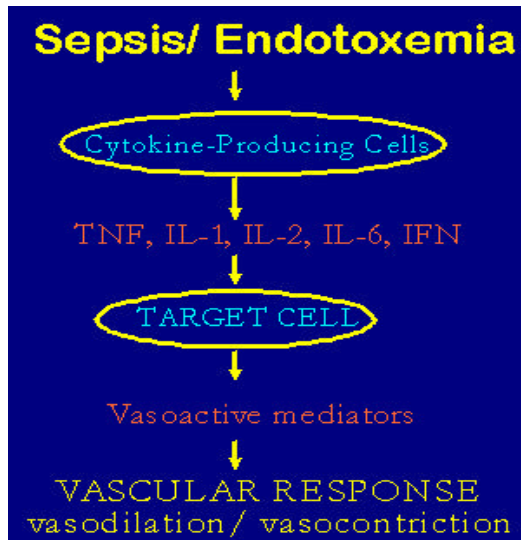 Sepsis/ Endotoxemia
Cytokine-Producing Cells
TNF, IL-1, IL-2, IL-6, IFN
TARGET CELL
Vasoactive mediators
VASCULAR RESPONSE
vasodilation/ vasocontriction